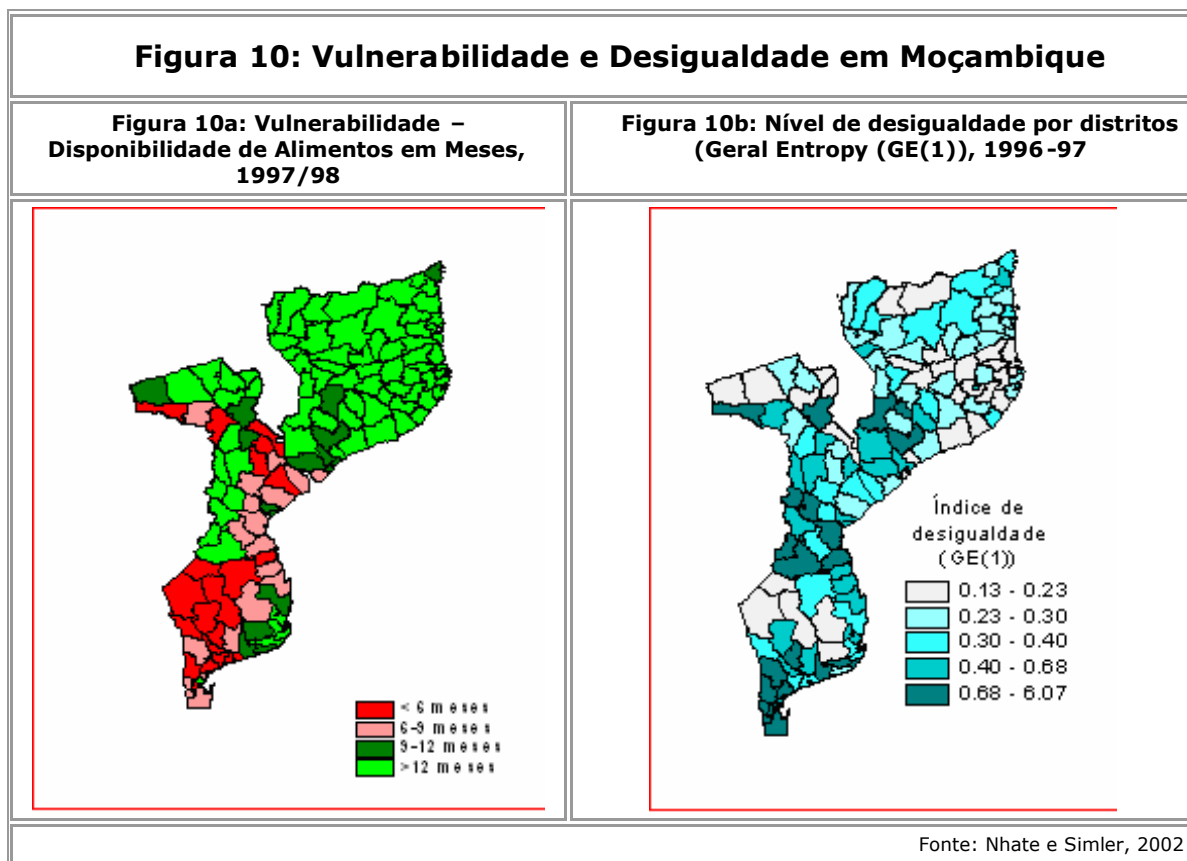 Figura 10: Vulnerabilidade e Desigualdade em Moçambique
Figura 10a: Vulnerabilidade –
Disponibilidade de Alimentos em Meses,
1997/98
Figura 10b: Nível de desigualdade por distritos
(Geral Entropy (GE(1)), 1996-97
< 6 meses
6-9 meses
9-12 meses
>12 meses
Índice de
desigualdade
(GE(1))
0.13 - 0.23
0.23 - 0.30
0.30 - 0.40
0.40 - 0.68
0.68 - 6.07
Fonte: Nhate e Simler, 2002